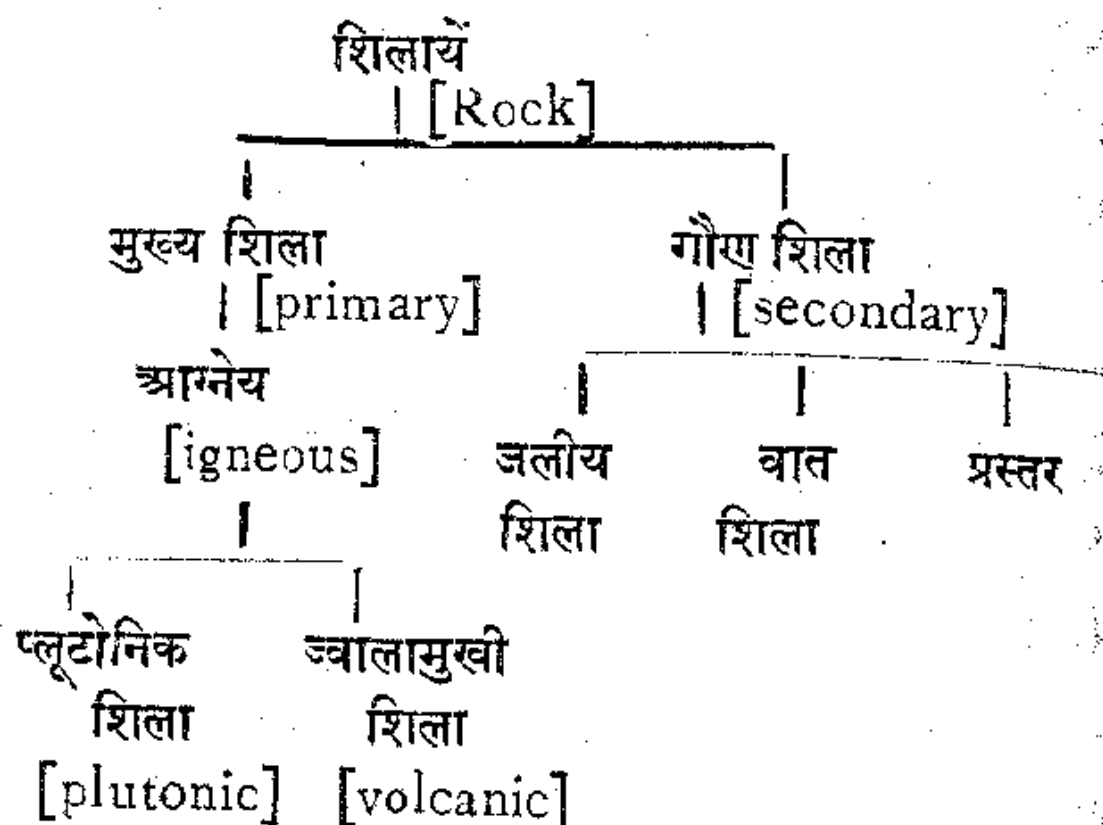 शिलायें
[Rock]
मुख्य शिला गौण शिला
[primary] [secondary]
आग्नेय
[igneous] जलीय वात प्रस्तर
शिला शिला
प्लूटोनिक ज्वालामुखी
शिला शिला
[plutonic] [volcanic]